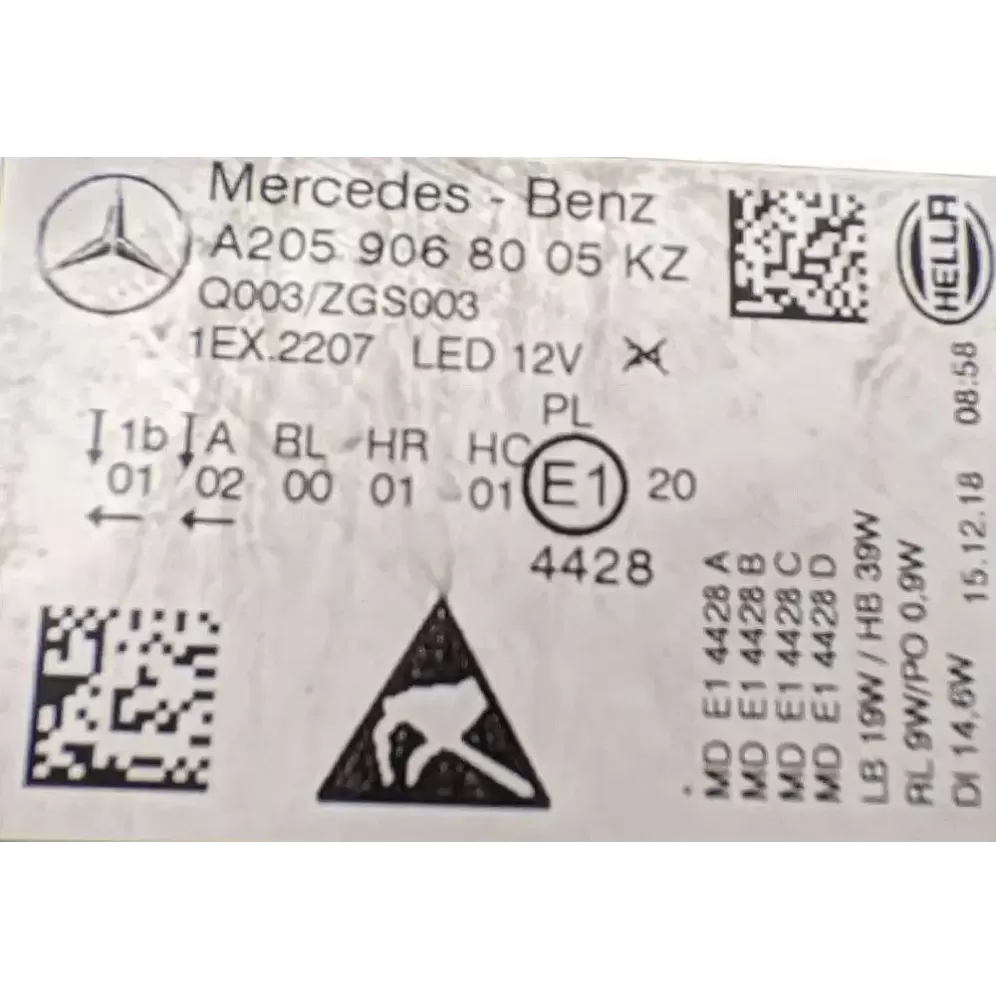 Mercedes - Benz
A205 906 80 05 KZ
Q003/ZGS003
1EX.2207 LED 12V
PL
1b A BL HR HC
01 02 00 01 01 E1 20
4428
HELLA
MD E1 4428 A
MD E1 4428 B
MD E1 4428 C
MD E1 4428 D
LB 19W / HB 39W
RL 9W/PO 0,9W
DI 14,6W 15.12.18 08:58